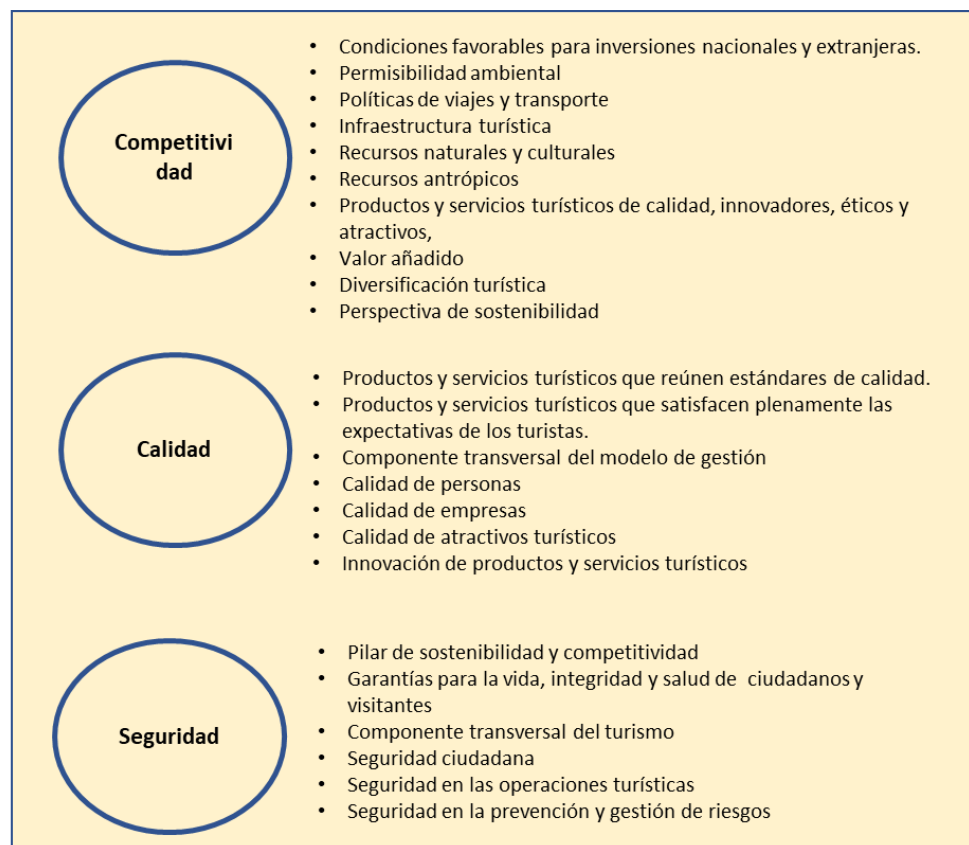 Competitivi
dad
• Condiciones favorables para inversiones nacionales y extranjeras.
• Permisibilidad ambiental
• Políticas de viajes y transporte
• Infraestructura turística
• Recursos naturales y culturales
• Recursos antrópicos
• Productos y servicios turísticos de calidad, innovadores, éticos y
atractivos,
• Valor añadido
• Diversificación turística
• Perspectiva de sostenibilidad
Calidad
• Productos y servicios turísticos que reúnen estándares de calidad.
• Productos y servicios turísticos que satisfacen plenamente las
expectativas de los turistas.
• Componente transversal del modelo de gestión
• Calidad de personas
• Calidad de empresas
• Calidad de atractivos turísticos
• Innovación de productos y servicios turísticos
Seguridad
• Pilar de sostenibilidad y competitividad
• Garantías para la vida, integridad y salud de ciudadanos y
visitantes
• Componente transversal del turismo
• Seguridad ciudadana
• Seguridad en las operaciones turísticas
• Seguridad en la prevención y gestión de riesgos